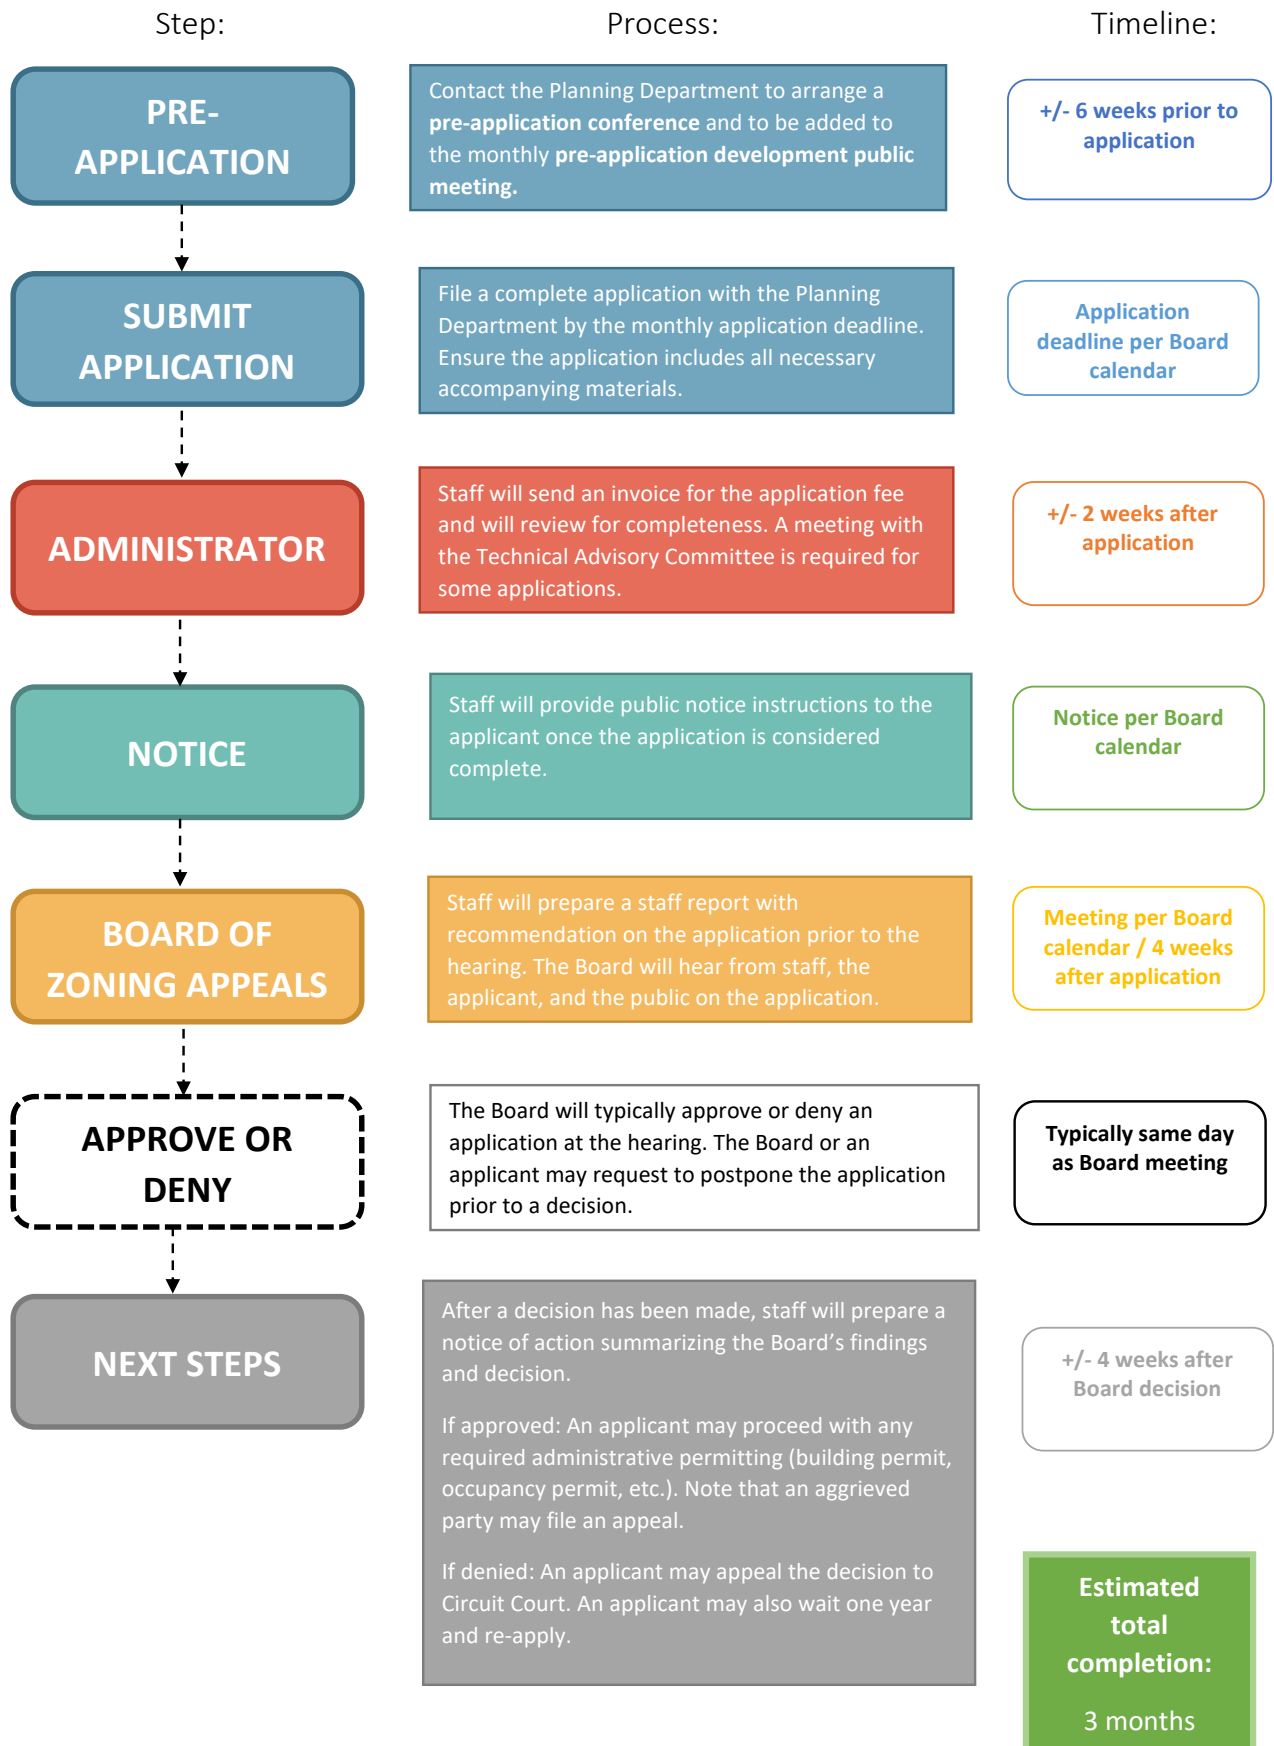 Step:
Process:
Timeline:
PRE-
APPLICATION
Contact the Planning Department to arrange a
pre-application conference and to be added to
the monthly pre-application development public
meeting.
+/- 6 weeks prior to
application
SUBMIT
APPLICATION
File a complete application with the Planning
Department by the monthly application deadline.
Ensure the application includes all necessary
accompanying materials.
Application
deadline per Board
calendar
ADMINISTRATOR
Staff will send an invoice for the application fee
and will review for completeness. A meeting with
the Technical Advisory Committee is required for
some applications.
+/- 2 weeks after
application
NOTICE
Staff will provide public notice instructions to the
applicant once the application is considered
complete.
Notice per Board
calendar
BOARD OF
ZONING APPEALS
Staff will prepare a staff report with
recommendation on the application prior to the
hearing. The Board will hear from staff, the
applicant, and the public on the application.
Meeting per Board
calendar / 4 weeks
after application
APPROVE OR
DENY
The Board will typically approve or deny an
application at the hearing. The Board or an
applicant may request to postpone the application
prior to a decision.
Typically same day
as Board meeting
NEXT STEPS
After a decision has been made, staff will prepare a
notice of action summarizing the Board’s findings
and decision.
If approved: An applicant may proceed with any
required administrative permitting (building permit,
occupancy permit, etc.). Note that an aggrieved
party may file an appeal.
If denied: An applicant may appeal the decision to
Circuit Court. An applicant may also wait one year
and re-apply.
+/- 4 weeks after
Board decision
Estimated
total
completion:
3 months